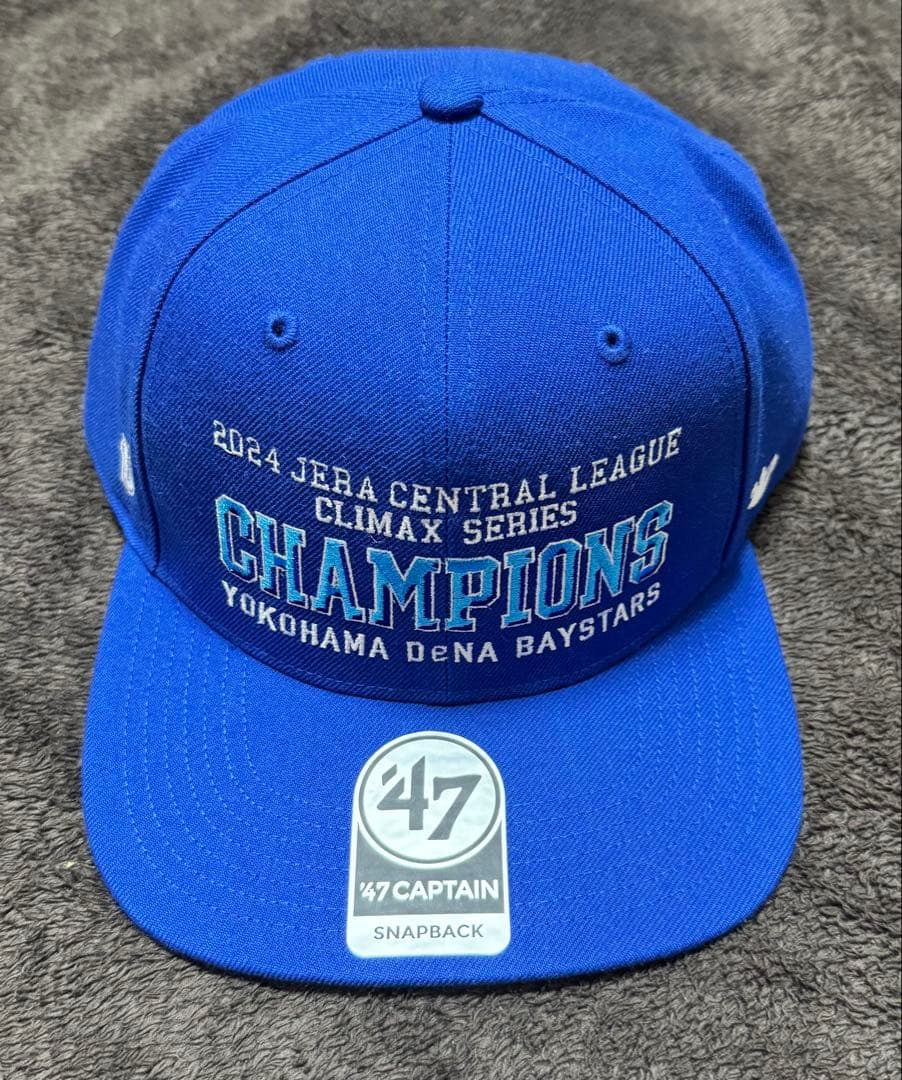 2024 JERA CENTRAL LEAGUE
CLIMAX SERIES
CHAMPIONS
YOKOHAMA DeNA BAYSTARS
'47
'47 CAPTAIN
SNAPBACK